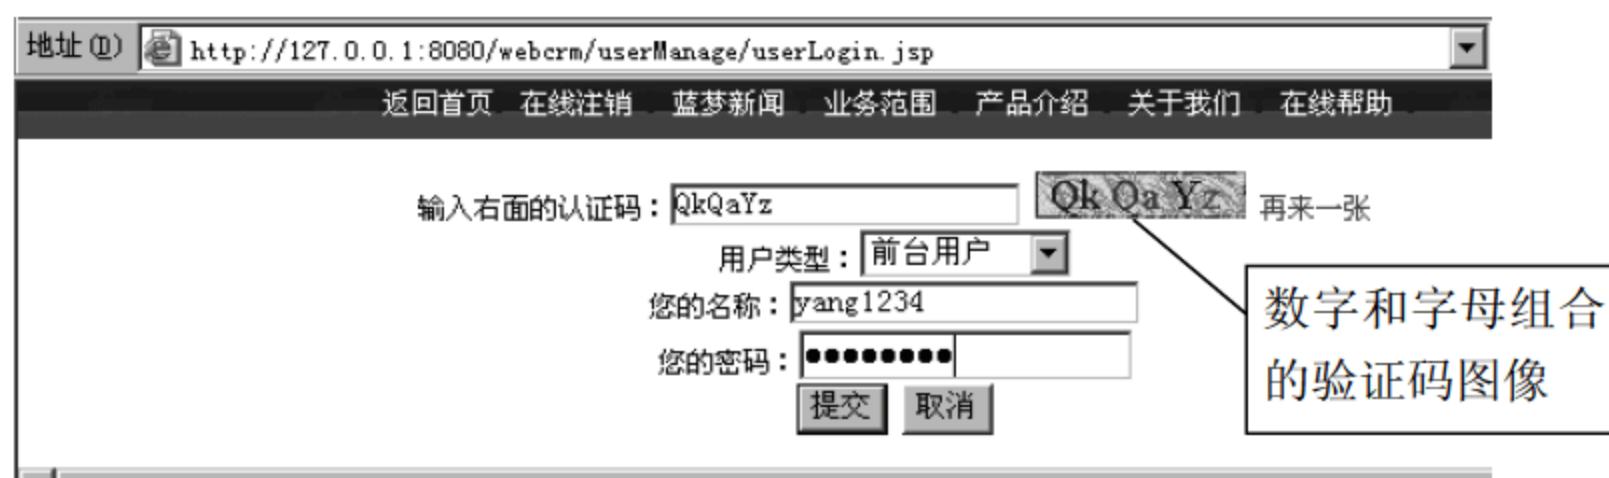 地址(D) http://127.0.0.1:8080/webcrm/userManage/userLogin.jsp
返回首页 在线注销 蓝梦新闻 业务范围 产品介绍 关于我们 在线帮助
输入右面的认证码：QkQaYz Qk Qa Yz 再来一张
用户类型：前台用户
您的名称：yang1234
您的密码：●●●●●●●●●
提交 取消
数字和字母组合
的验证码图像